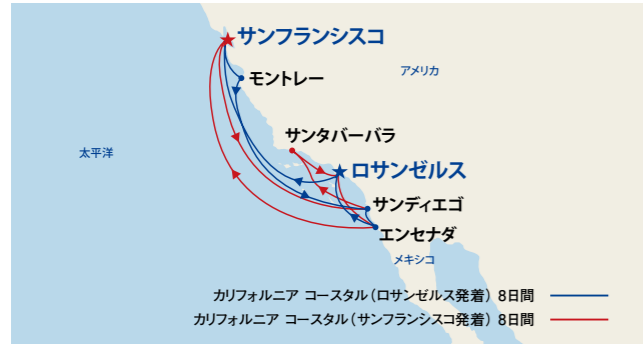 サンフランシスコ
モントレー
アメリカ
サンタバーバラ
太平洋
ロサンゼルス
サンディエゴ
エンセナダ
メキシコ
カリフォルニア コースタル（ロサンゼルス発着） 8日間
カリフォルニア コースタル（サンフランシスコ発着） 8日間